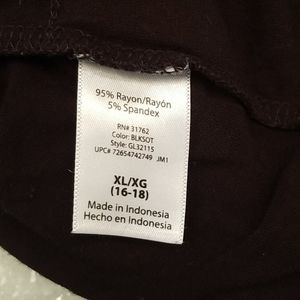 95% Rayon/Rayón
5% Spandex
RN# 31762
Color: BLKSOT
Style: GL32115
UPC# 72654742749 JM1
XL/XG
(16-18)
Made in Indonesia
Hecho en Indonesia